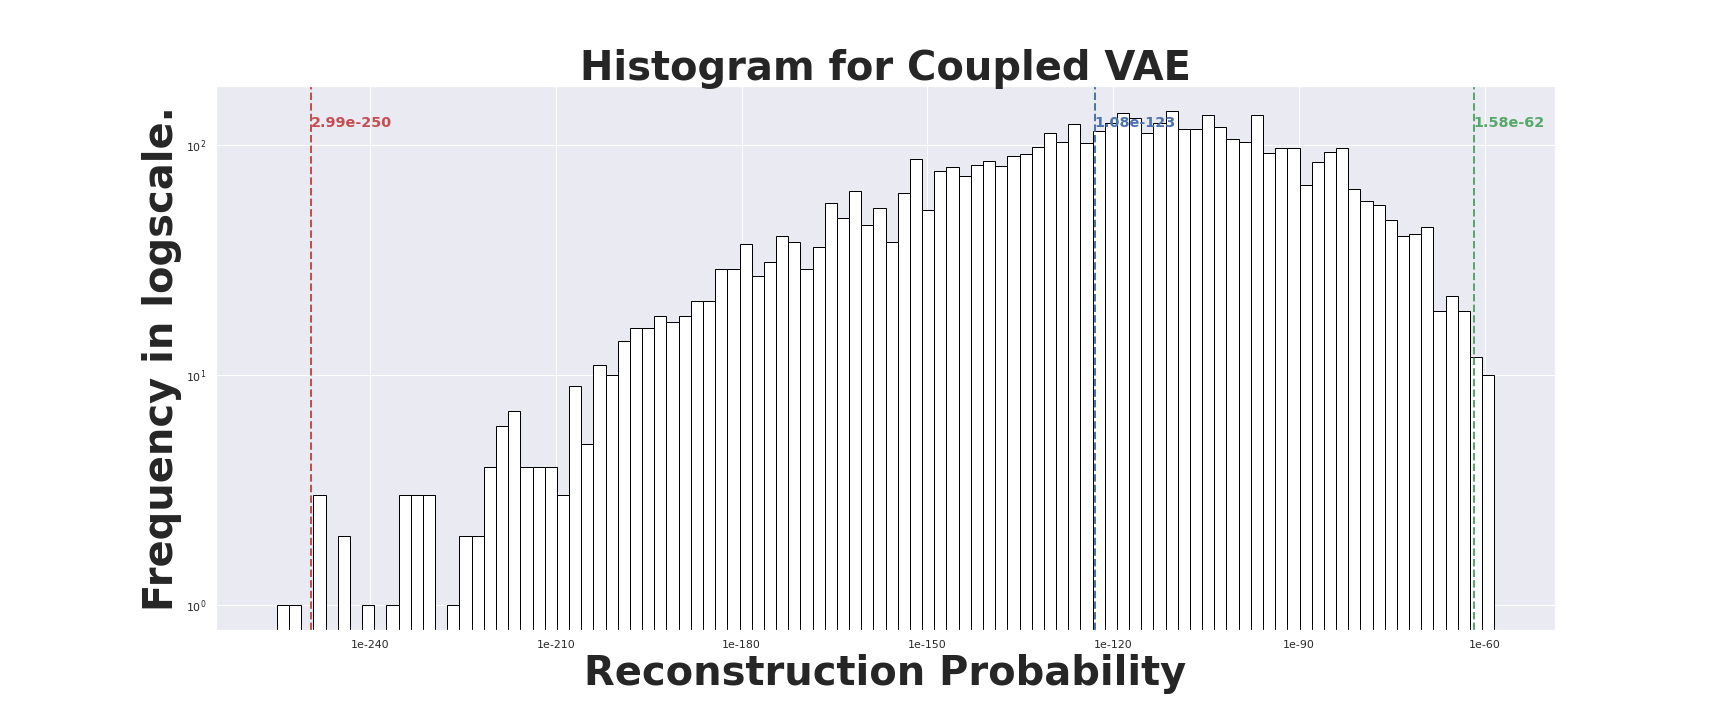 Histogram for Coupled VAE
Frequency in logscale.
10²
10¹
10⁰
2.99e-250
1.08e-123
1.58e-62
1e-240
1e-210
1e-180
1e-150
1e-120
1e-90
1e-60
Reconstruction Probability